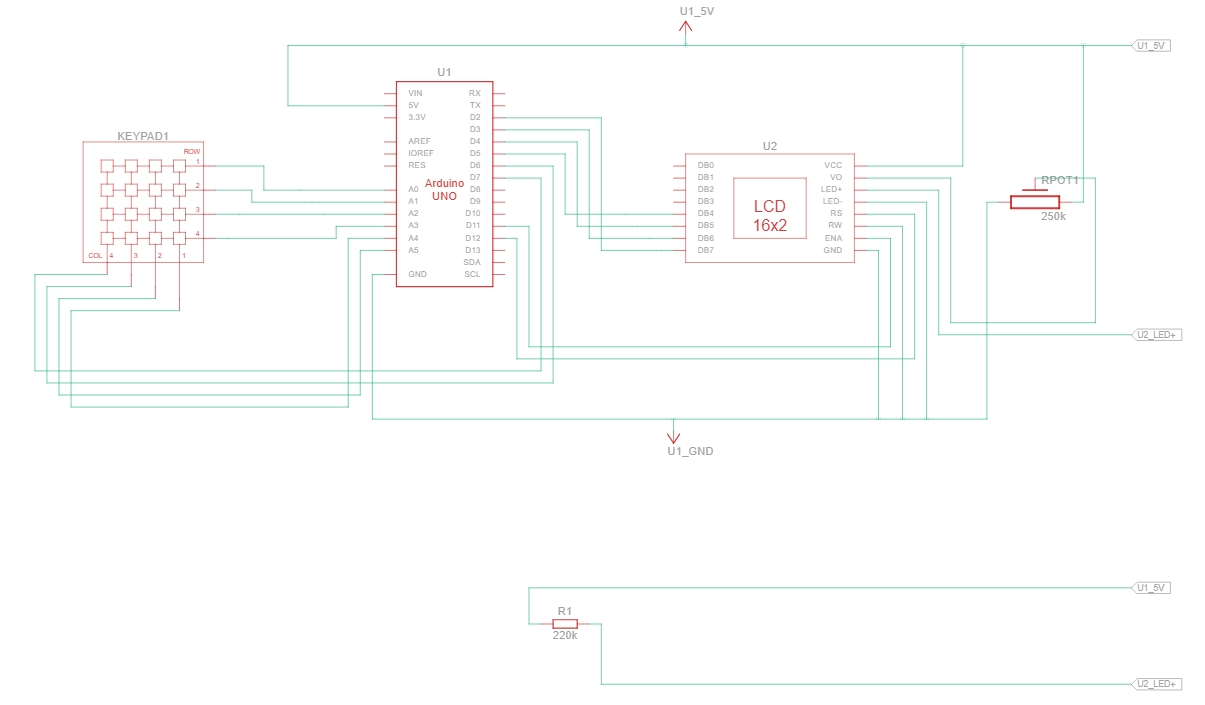 U1_5V
U1_5V
U1
VIN
5V
3.3V
AREF
IOREF
RES
A0
A1
A2
A3
A4
A5
GND
RX
TX
D2
D3
D4
D5
D6
D7
D8
D9
D10
D11
D12
D13
SDA
SCL
Arduino
UNO
KEYPAD1
ROW
1
2
3
4
COL 4 3 2 1
U2
DB0
DB1
DB2
DB3
DB4
DB5
DB6
DB7
LCD
16x2
VCC
VO
LED+
LED-
RS
RW
ENA
GND
RPOT1
250k
U2_LED+
U1_GND
U1_5V
R1
220k
U2_LED+